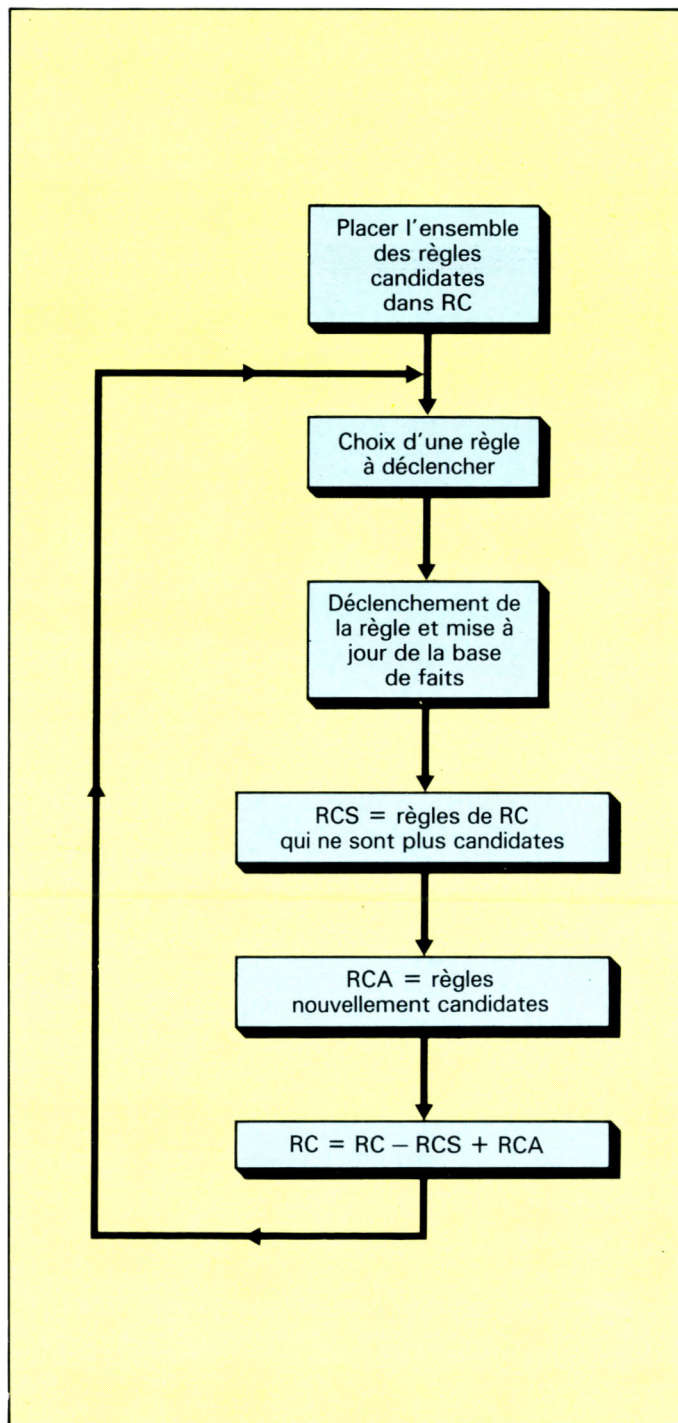 Placer l'ensemble
des règles
candidates
dans RC
Choix d'une règle
à déclencher
Déclenchement de
la règle et mise à
jour de la base
de faits
RCS = règles de RC
qui ne sont plus candidates
RCA = règles
nouvellement candidates
RC = RC – RCS + RCA